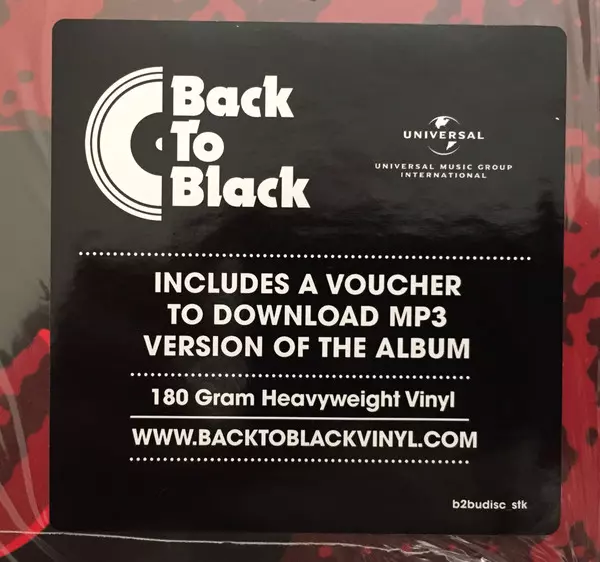 Back
To
Black
UNIVERSAL
UNIVERSAL MUSIC GROUP
INTERNATIONAL
INCLUDES A VOUCHER
TO DOWNLOAD MP3
VERSION OF THE ALBUM
180 Gram Heavyweight Vinyl
WWW.BACKTOBLACKVINYL.COM
b2budisc_stk